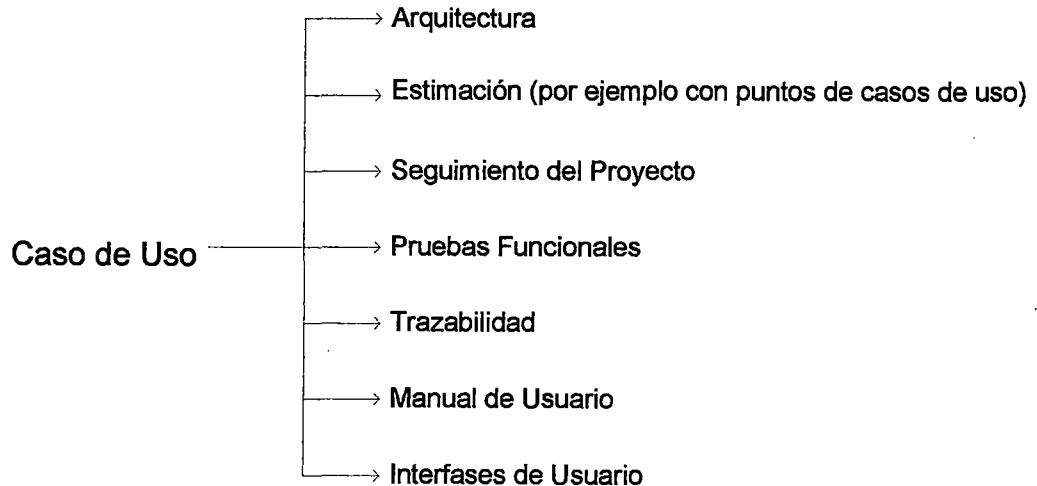 Arquitectura
Estimación (por ejemplo con puntos de casos de uso)
Seguimiento del Proyecto
Caso de Uso
Pruebas Funcionales
Trazabilidad
Manual de Usuario
Interfases de Usuario